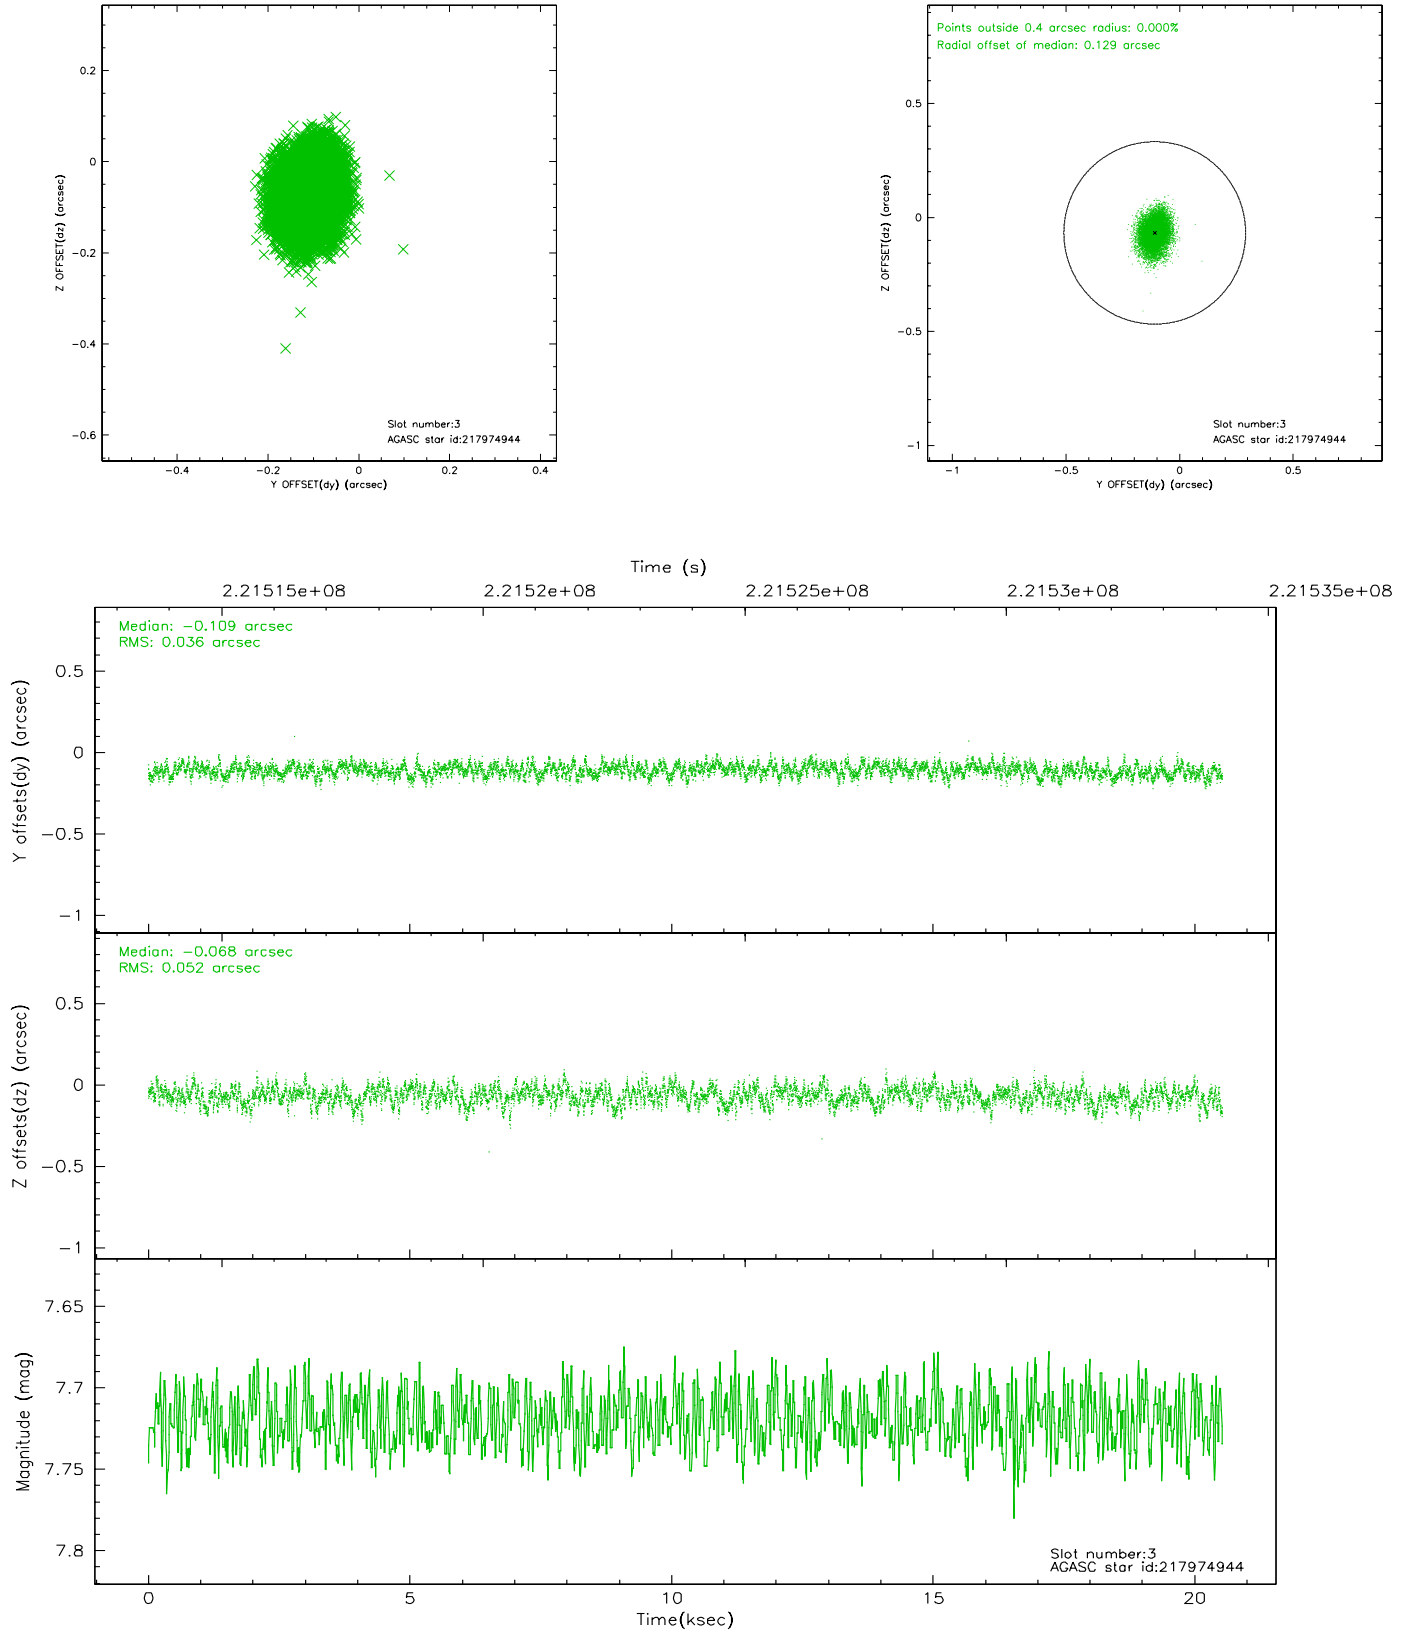 0.2
0
-0.2
-0.4
-0.6
Z OFFSET(dz) (arcsec)
Slot number:3
AGASC star id:217974944
-0.4 -0.2 0 0.2 0.4
Y OFFSET(dy) (arcsec)
Points outside 0.4 arcsec radius: 0.000%
Radial offset of median: 0.129 arcsec
0.5
0
-0.5
-1
Z OFFSET(dz) (arcsec)
Slot number:3
AGASC star id:217974944
-1 -0.5 0 0.5
Y OFFSET(dy) (arcsec)
Time (s)
2.21515e+08 2.2152e+08 2.21525e+08 2.2153e+08 2.21535e+08
Median: -0.109 arcsec
RMS: 0.036 arcsec
0.5
0
-0.5
-1
Y offsets(dy) (arcsec)
Median: -0.068 arcsec
RMS: 0.052 arcsec
0.5
0
-0.5
-1
Z offsets(dz) (arcsec)
7.65
7.7
7.75
7.8
Magnitude (mag)
Slot number:3
AGASC star id:217974944
0 5 10 15 20
Time(ksec)